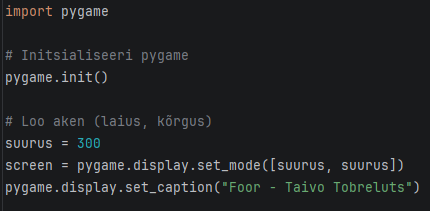 import pygame

# Initsialiseeri pygame
pygame.init()

# Loo aken (laius, kõrgus)
suurus = 300
screen = pygame.display.set_mode([suurus, suurus])
pygame.display.set_caption("Foor - Taivo Tobreluts")